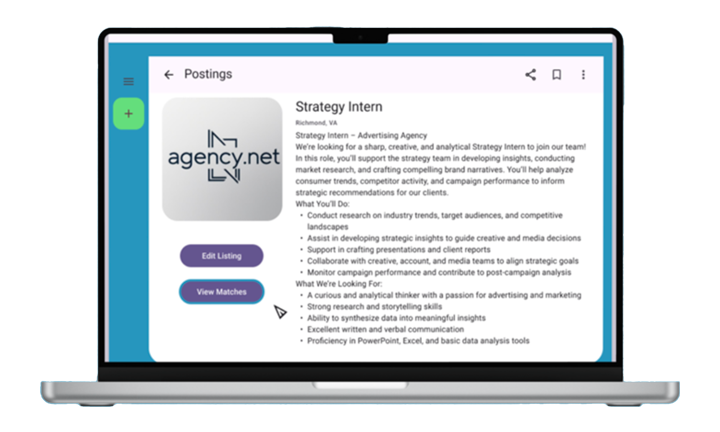 Postings
agency.net
Edit Listing
View Matches
Strategy Intern
Richmond, VA
Strategy Intern – Advertising Agency
We're looking for a sharp, creative, and analytical Strategy Intern to join our team!
In this role, you'll support the strategy team in developing insights, conducting
market research, and crafting compelling brand narratives. You'll help analyze
consumer trends, competitor activity, and campaign performance to inform
strategic recommendations for our clients.
What You'll Do:
• Conduct research on industry trends, target audiences, and competitive
landscapes
• Assist in developing strategic insights to guide creative and media decisions
• Support in crafting presentations and client reports
• Collaborate with creative, account, and media teams to align strategic goals
• Monitor campaign performance and contribute to post-campaign analysis
What We're Looking For:
• A curious and analytical thinker with a passion for advertising and marketing
• Strong research and storytelling skills
• Ability to synthesize data into meaningful insights
• Excellent written and verbal communication
• Proficiency in PowerPoint, Excel, and basic data analysis tools